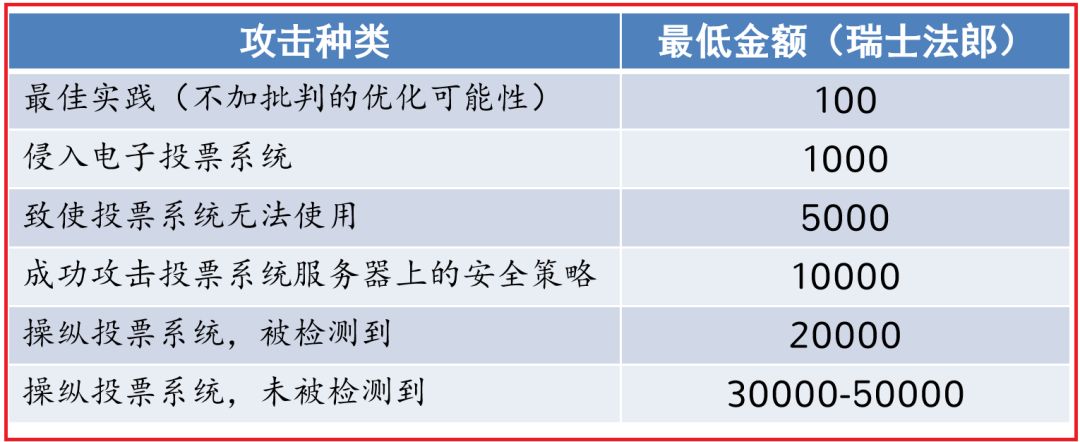 攻击种类 最低金额（瑞士法郎）
最佳实践（不加批判的优化可能性） 100
侵入电子投票系统 1000
致使投票系统无法使用 5000
成功攻击投票系统服务器上的安全策略 10000
操纵投票系统，被检测到 20000
操纵投票系统，未被检测到 30000-50000